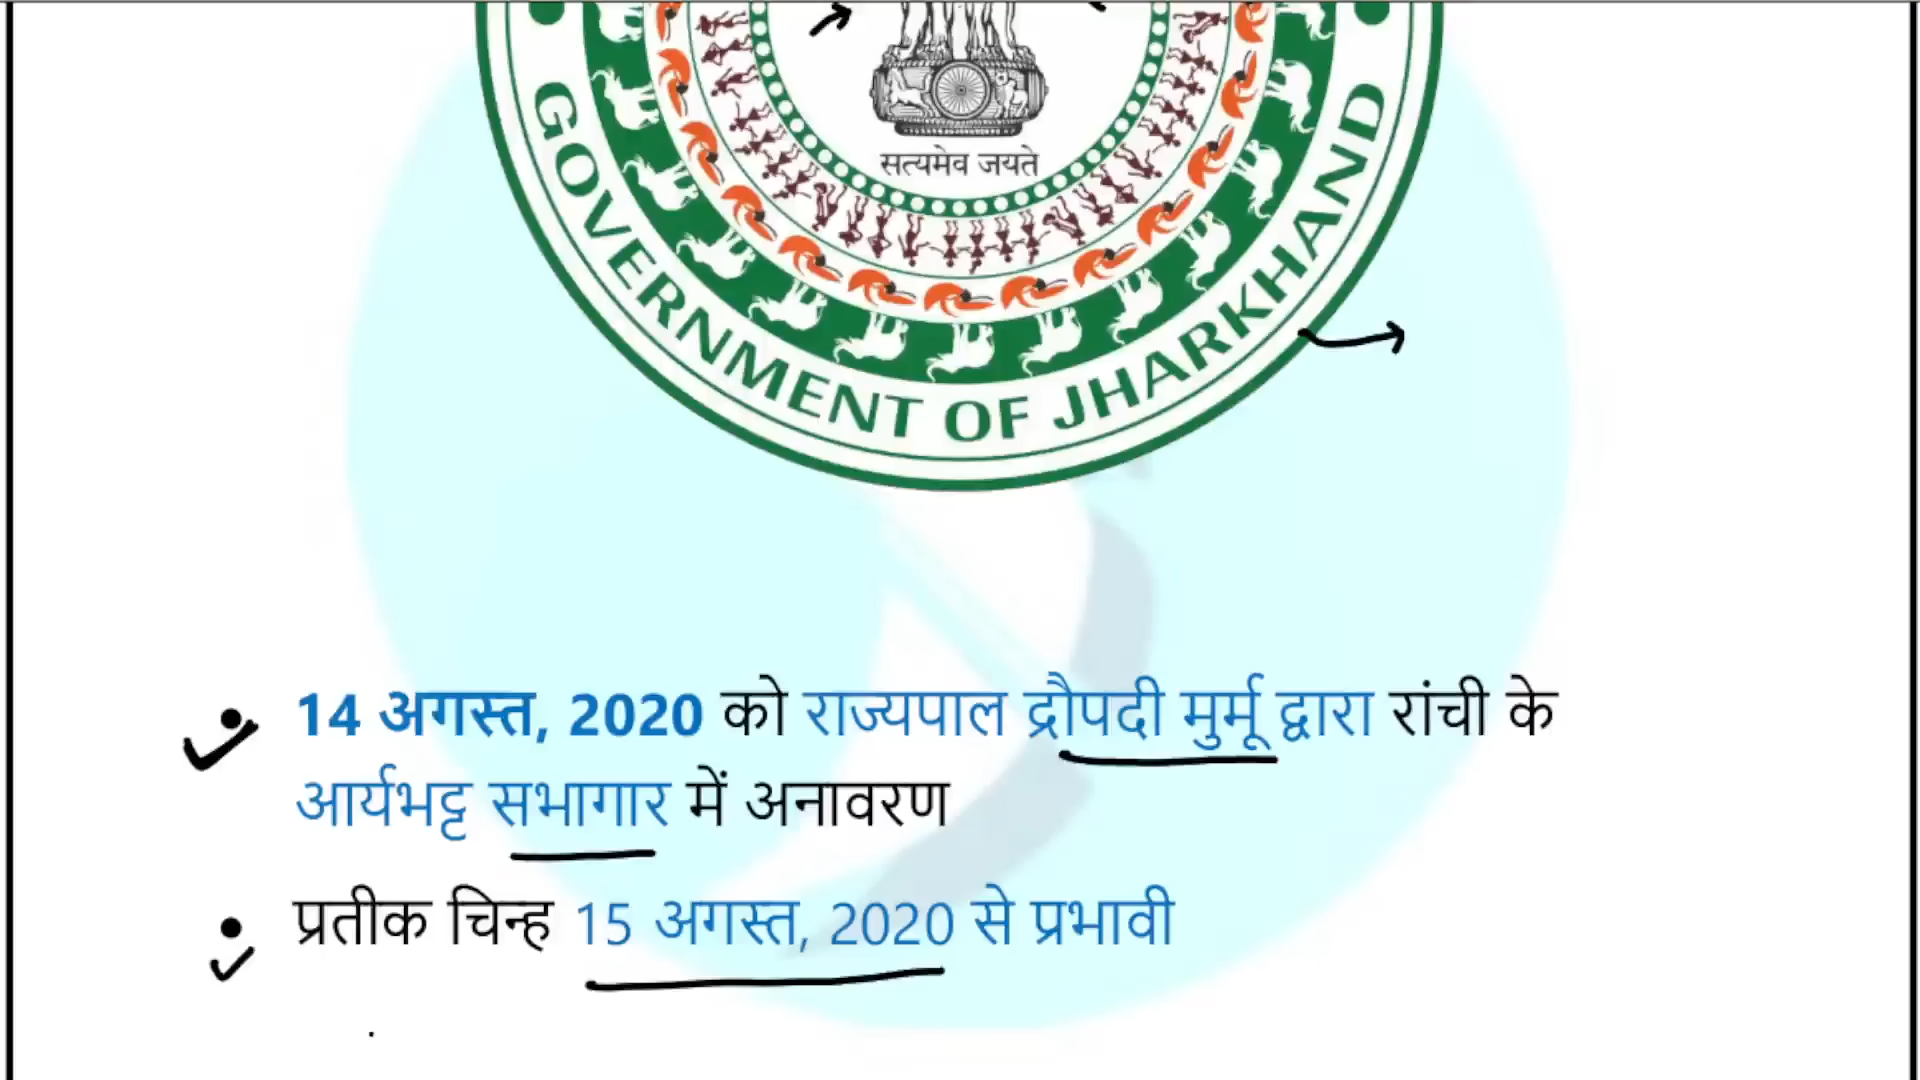 सत्यमेव जयते
GOVERNMENT OF JHARKHAND
14 अगस्त, 2020 को राज्यपाल द्रौपदी मुर्मू द्वारा रांची के
आर्यभट्ट सभागार में अनावरण
प्रतीक चिन्ह 15 अगस्त, 2020 से प्रभावी